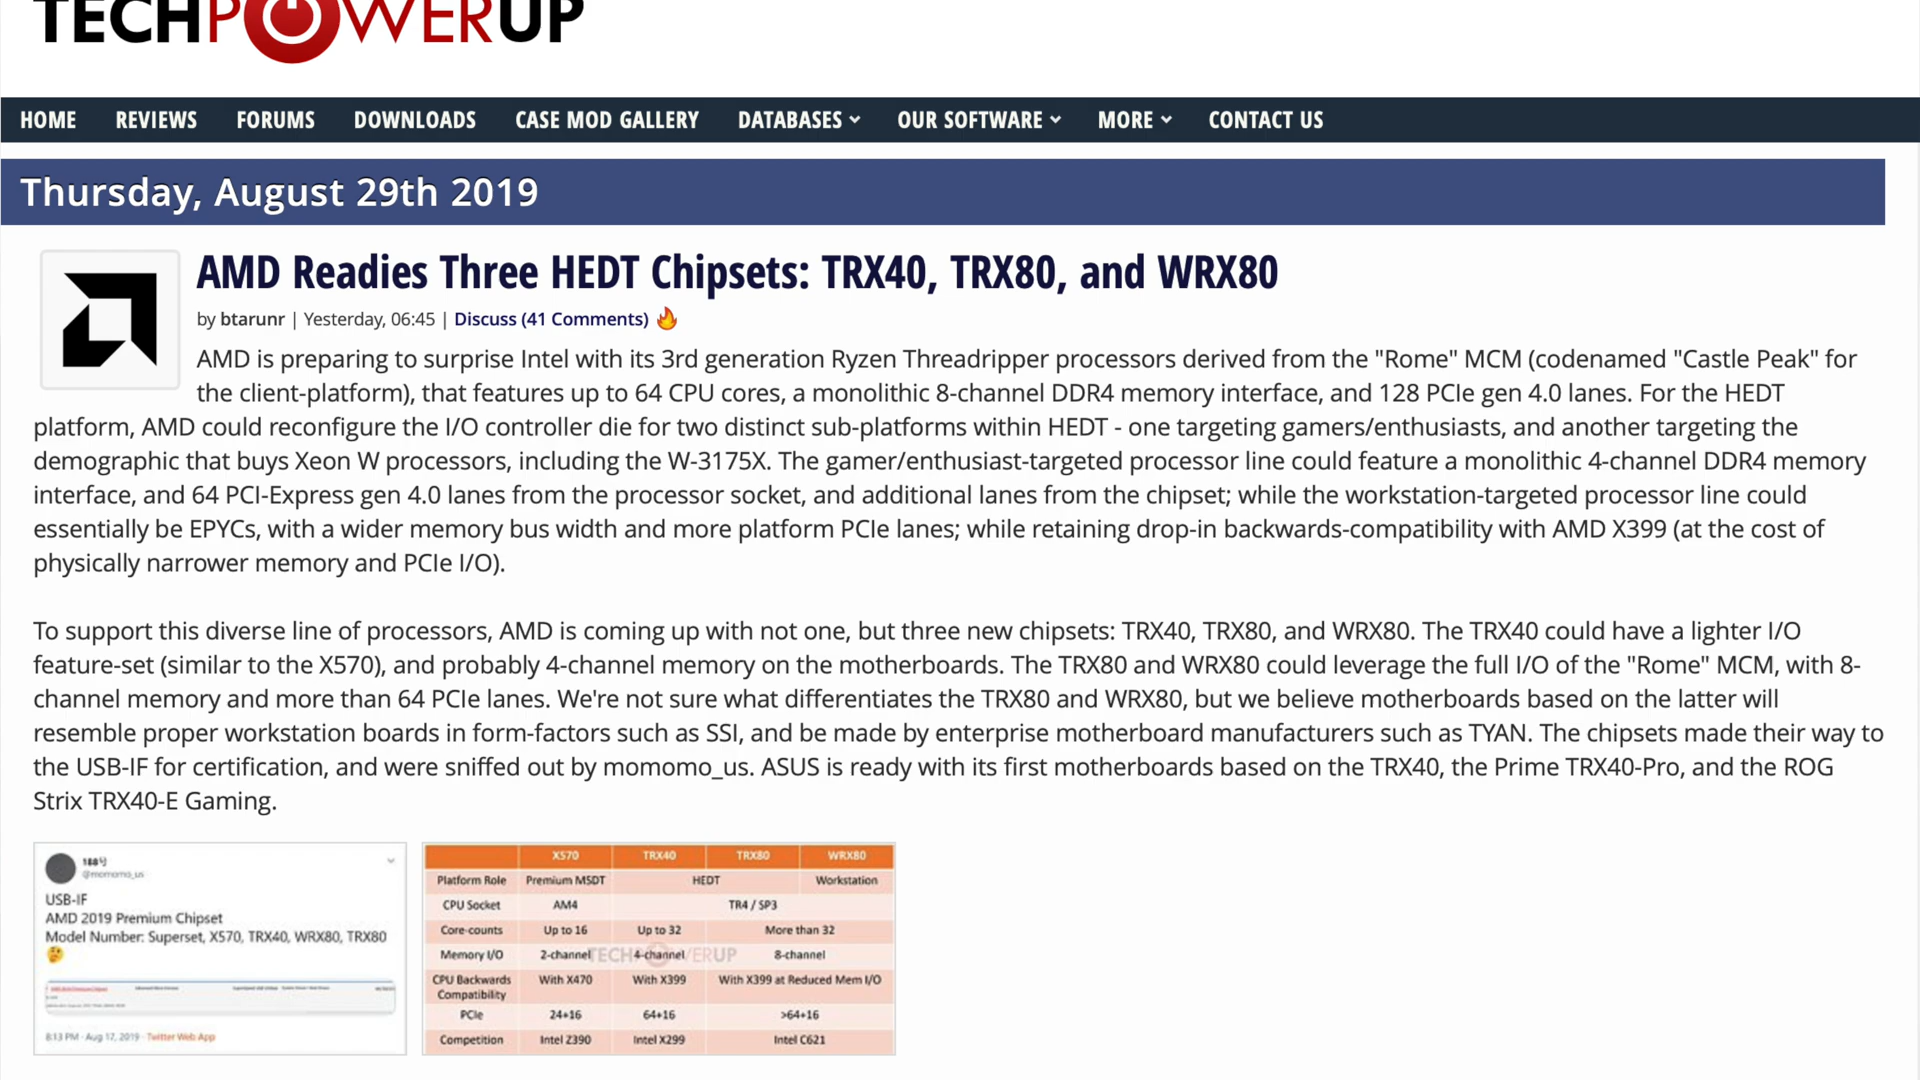 TECHPOWERUP
HOME REVIEWS FORUMS DOWNLOADS CASE MOD GALLERY DATABASES OUR SOFTWARE MORE CONTACT US
Thursday, August 29th 2019
AMD Readies Three HEDT Chipsets: TRX40, TRX80, and WRX80
by btarunr | Yesterday, 06:45 | Discuss (41 Comments) 🔥
AMD is preparing to surprise Intel with its 3rd generation Ryzen Threadripper processors derived from the "Rome" MCM (codenamed "Castle Peak" for
the client-platform), that features up to 64 CPU cores, a monolithic 8-channel DDR4 memory interface, and 128 PCIe gen 4.0 lanes. For the HEDT
platform, AMD could reconfigure the I/O controller die for two distinct sub-platforms within HEDT - one targeting gamers/enthusiasts, and another targeting the
demographic that buys Xeon W processors, including the W-3175X. The gamer/enthusiast-targeted processor line could feature a monolithic 4-channel DDR4 memory
interface, and 64 PCI-Express gen 4.0 lanes from the processor socket, and additional lanes from the chipset; while the workstation-targeted processor line could
essentially be EPYCs, with a wider memory bus width and more platform PCIe lanes; while retaining drop-in backwards-compatibility with AMD X399 (at the cost of
physically narrower memory and PCIe I/O).
To support this diverse line of processors, AMD is coming up with not one, but three new chipsets: TRX40, TRX80, and WRX80. The TRX40 could have a lighter I/O
feature-set (similar to the X570), and probably 4-channel memory on the motherboards. The TRX80 and WRX80 could leverage the full I/O of the "Rome" MCM, with 8-
channel memory and more than 64 PCIe lanes. We're not sure what differentiates the TRX80 and WRX80, but we believe motherboards based on the latter will
resemble proper workstation boards in form-factors such as SSI, and be made by enterprise motherboard manufacturers such as TYAN. The chipsets made their way to
the USB-IF for certification, and were sniffed out by momomo_us. ASUS is ready with its first motherboards based on the TRX40, the Prime TRX40-Pro, and the ROG
Strix TRX40-E Gaming.
188号
@momomo_us
USB-IF
AMD 2019 Premium Chipset
Model Number: Superset, X570, TRX40, WRX80, TRX80
🤔
8:13 PM · Aug 17, 2019 · Twitter Web App
X570 TRX40 TRX80 WRX80
Platform Role Premium MSDT HEDT Workstation
CPU Socket AM4 TR4 / SP3
Core-counts Up to 16 Up to 32 More than 32
Memory I/O 2-channel 4-channel 8-channel
TECHPOWERUP
CPU Backwards Compatibility With X470 With X399 With X399 at Reduced Mem I/O
PCIe 24+16 64+16 >64+16
Competition Intel Z390 Intel X299 Intel C621